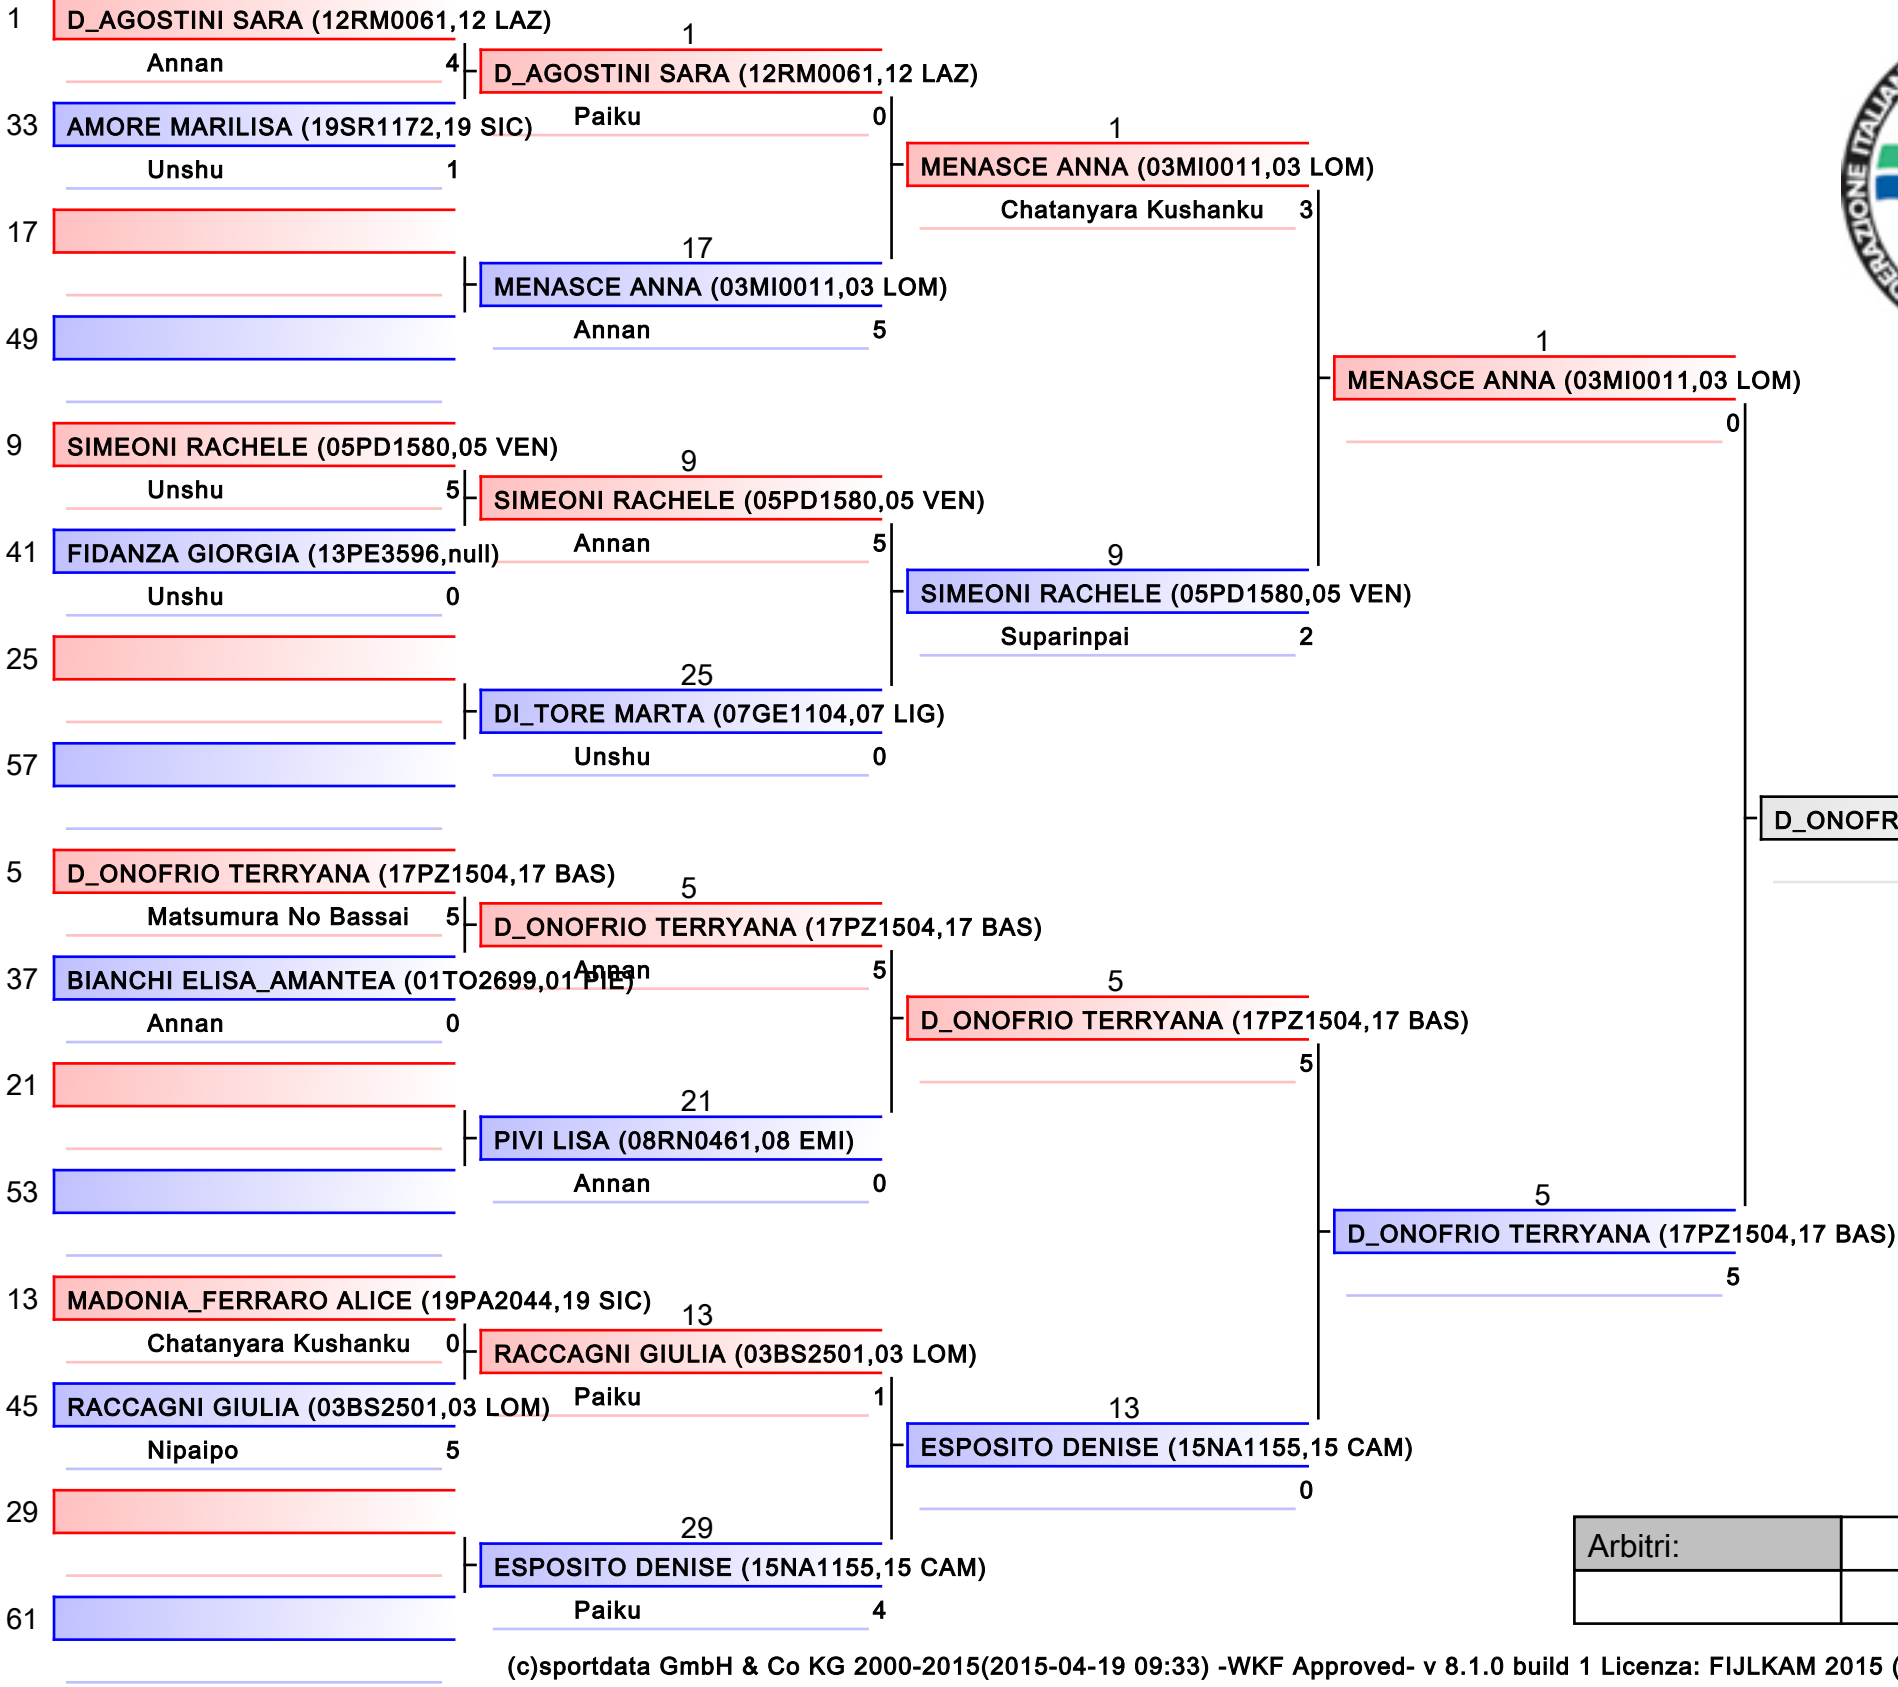 1
D_AGOSTINI SARA (12RM0061,12 LAZ)
Annan 4
33
AMORE MARILISA (19SR1172,19 SIC)
Unshu 1
17
49
9
SIMEONI RACHELE (05PD1580,05 VEN)
Unshu 5
41
FIDANZA GIORGIA (13PE3596,null)
Unshu 0
25
57
5
D_ONOFRIO TERRYANA (17PZ1504,17 BAS)
Matsumura No Bassai 5
37
BIANCHI ELISA_AMANTEA (01TO2699,01 PIE)
Annan 0
21
53
13
MADONIA_FERRARO ALICE (19PA2044,19 SIC)
Chatanyara Kushanku 0
45
RACCAGNI GIULIA (03BS2501,03 LOM)
Nipaipo 5
29
61
1
D_AGOSTINI SARA (12RM0061,12 LAZ)
Paiku 0
17
MENASCE ANNA (03MI0011,03 LOM)
Annan 5
9
SIMEONI RACHELE (05PD1580,05 VEN)
Annan 5
25
DI_TORE MARTA (07GE1104,07 LIG)
Unshu 0
5
D_ONOFRIO TERRYANA (17PZ1504,17 BAS)
Annan 5
21
PIVI LISA (08RN0461,08 EMI)
Annan 0
13
RACCAGNI GIULIA (03BS2501,03 LOM)
Paiku 1
29
ESPOSITO DENISE (15NA1155,15 CAM)
Paiku 4
1
MENASCE ANNA (03MI0011,03 LOM)
Chatanyara Kushanku 3
9
SIMEONI RACHELE (05PD1580,05 VEN)
Suparinpai 2
5
D_ONOFRIO TERRYANA (17PZ1504,17 BAS)
5
13
ESPOSITO DENISE (15NA1155,15 CAM)
0
1
MENASCE ANNA (03MI0011,03 LOM)
0
5
D_ONOFRIO TERRYANA (17PZ1504,17 BAS)
5
D_ONOFR
Arbitri:
(c)sportdata GmbH & Co KG 2000-2015(2015-04-19 09:33) -WKF Approved- v 8.1.0 build 1 Licenza: FIJLKAM 2015 (